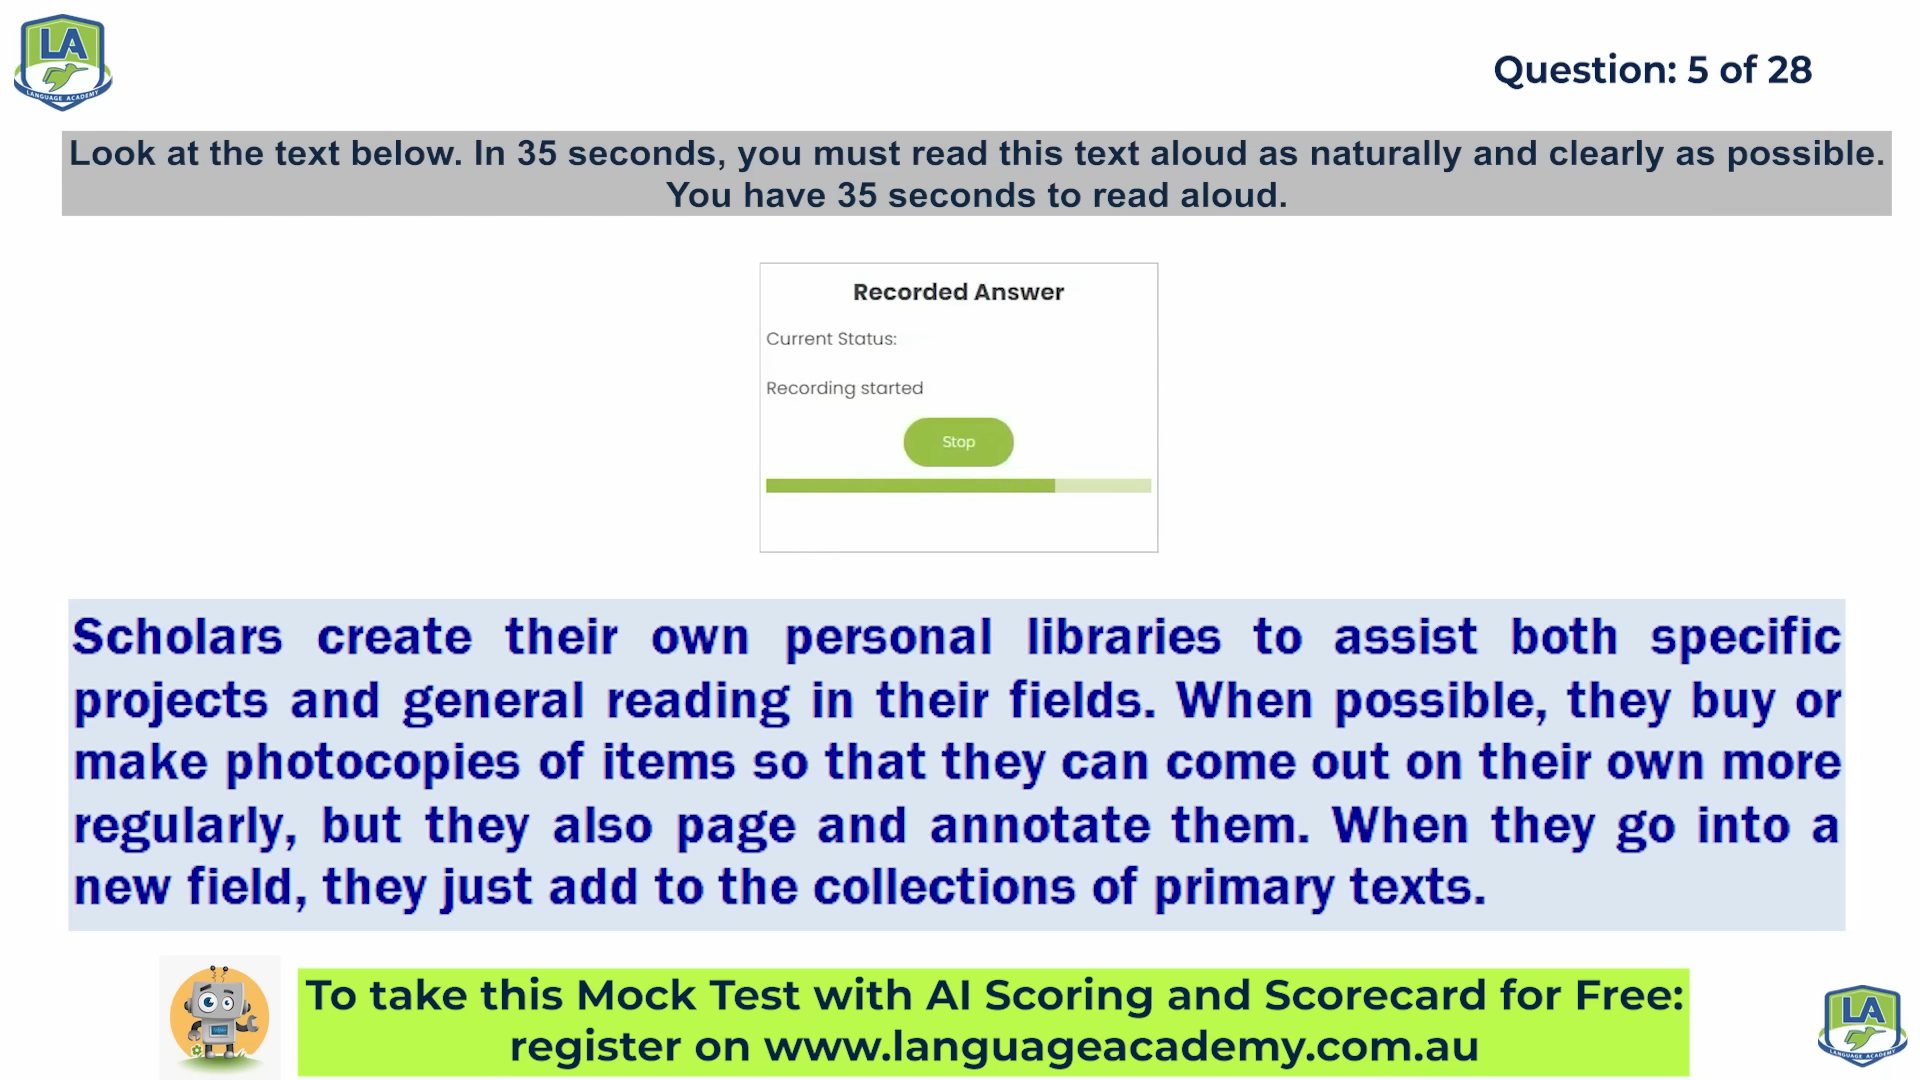 LA
LANGUAGE ACADEMY
Question: 5 of 28
Look at the text below. In 35 seconds, you must read this text aloud as naturally and clearly as possible.
You have 35 seconds to read aloud.
Recorded Answer
Current Status:
Recording started
Stop
Scholars create their own personal libraries to assist both specific
projects and general reading in their fields. When possible, they buy or
make photocopies of items so that they can come out on their own more
regularly, but they also page and annotate them. When they go into a
new field, they just add to the collections of primary texts.
To take this Mock Test with AI Scoring and Scorecard for Free:
register on www.languageacademy.com.au
LA
LANGUAGE ACADEMY